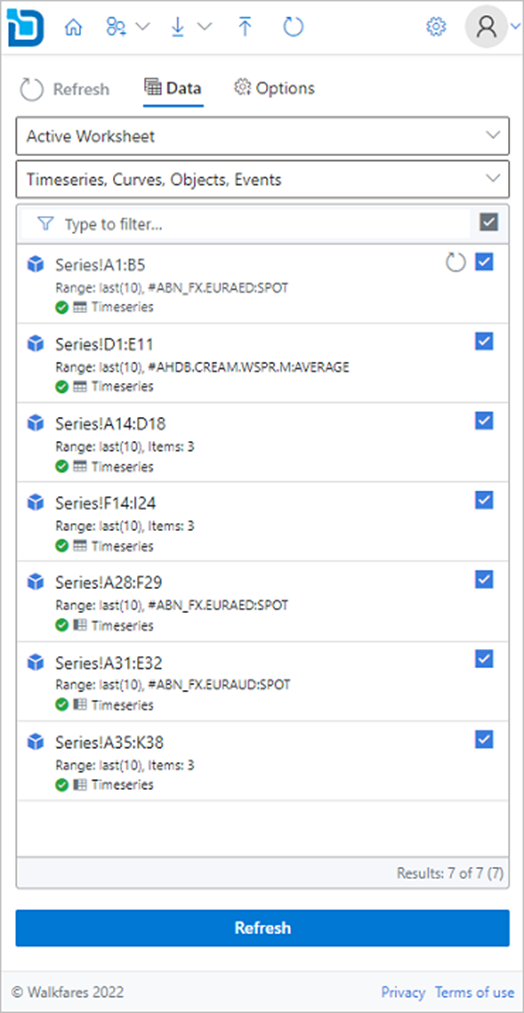 Refresh Data Options
Active Worksheet
Timeseries, Curves, Objects, Events
Type to filter...
Series!A1:B5
Range: last(10), #ABN_FX.EURAED:SPOT
Timeseries
Series!D1:E11
Range: last(10), #AHDB.CREAM.WSPR.M:AVERAGE
Timeseries
Series!A14:D18
Range: last(10), Items: 3
Timeseries
Series!F14:I24
Range: last(10), Items: 3
Timeseries
Series!A28:F29
Range: last(10), #ABN_FX.EURAED:SPOT
Timeseries
Series!A31:E32
Range: last(10), #ABN_FX.EURAUD:SPOT
Timeseries
Series!A35:K38
Range: last(10), Items: 3
Timeseries
Results: 7 of 7 (7)
Refresh
© Walkfares 2022 Privacy Terms of use